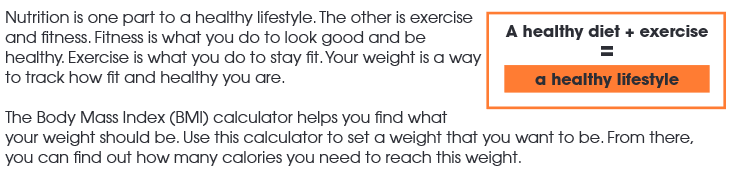 Nutrition is one part to a healthy lifestyle. The other is exercise
and fitness. Fitness is what you do to look good and be
healthy. Exercise is what you do to stay fit. Your weight is a way
to track how fit and healthy you are.
A healthy diet + exercise
=
a healthy lifestyle
The Body Mass Index (BMI) calculator helps you find what
your weight should be. Use this calculator to set a weight that you want to be. From there,
you can find out how many calories you need to reach this weight.